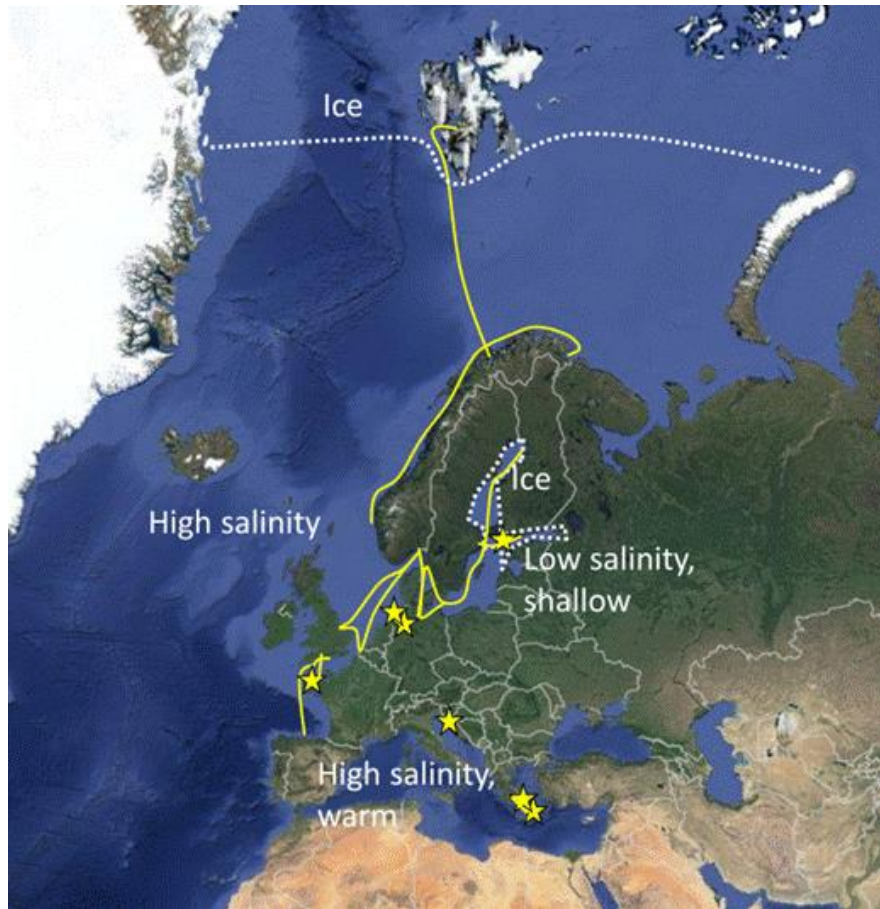 Ice
High salinity
Ice
Low salinity,
shallow
High salinity,
warm